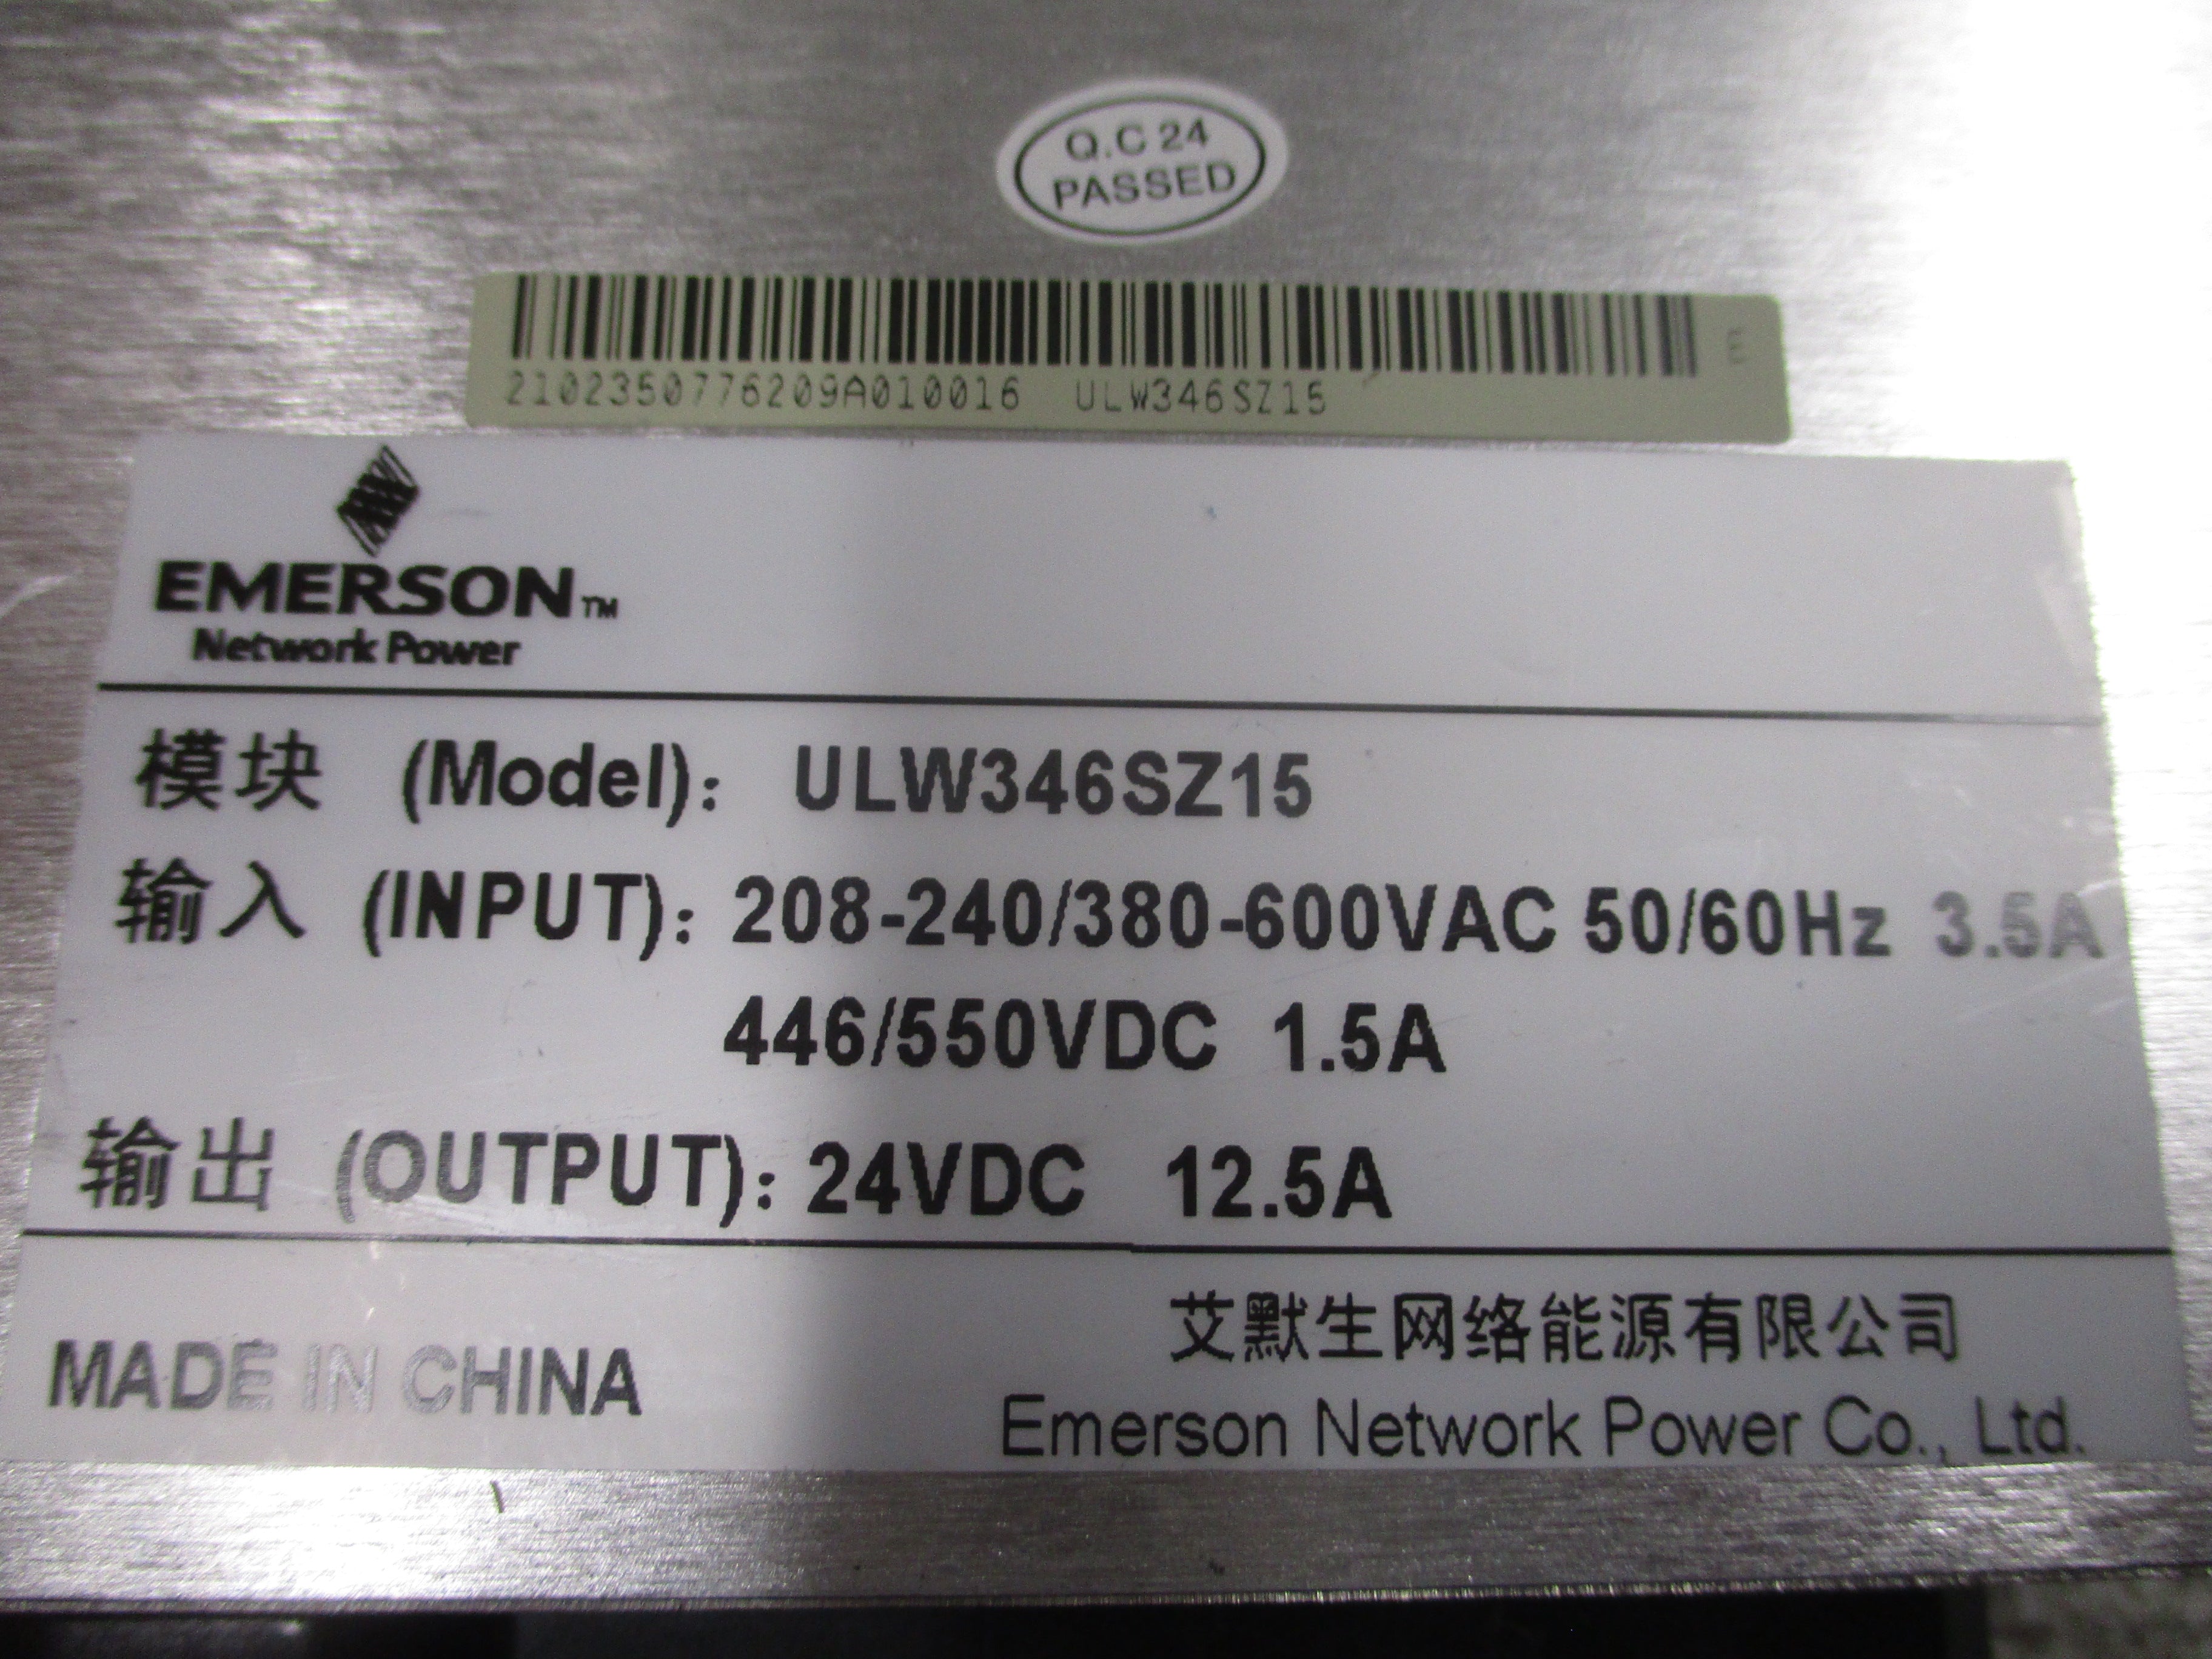 Q.C 24
PASSED
2102350776209A010016 ULW346SZ15
E
EMERSON™
Network Power
模块 (Model): ULW346SZ15
输入 (INPUT): 208-240/380-600VAC 50/60Hz 3.5A
446/550VDC 1.5A
输出 (OUTPUT): 24VDC 12.5A
MADE IN CHINA
艾默生网络能源有限公司
Emerson Network Power Co., Ltd.